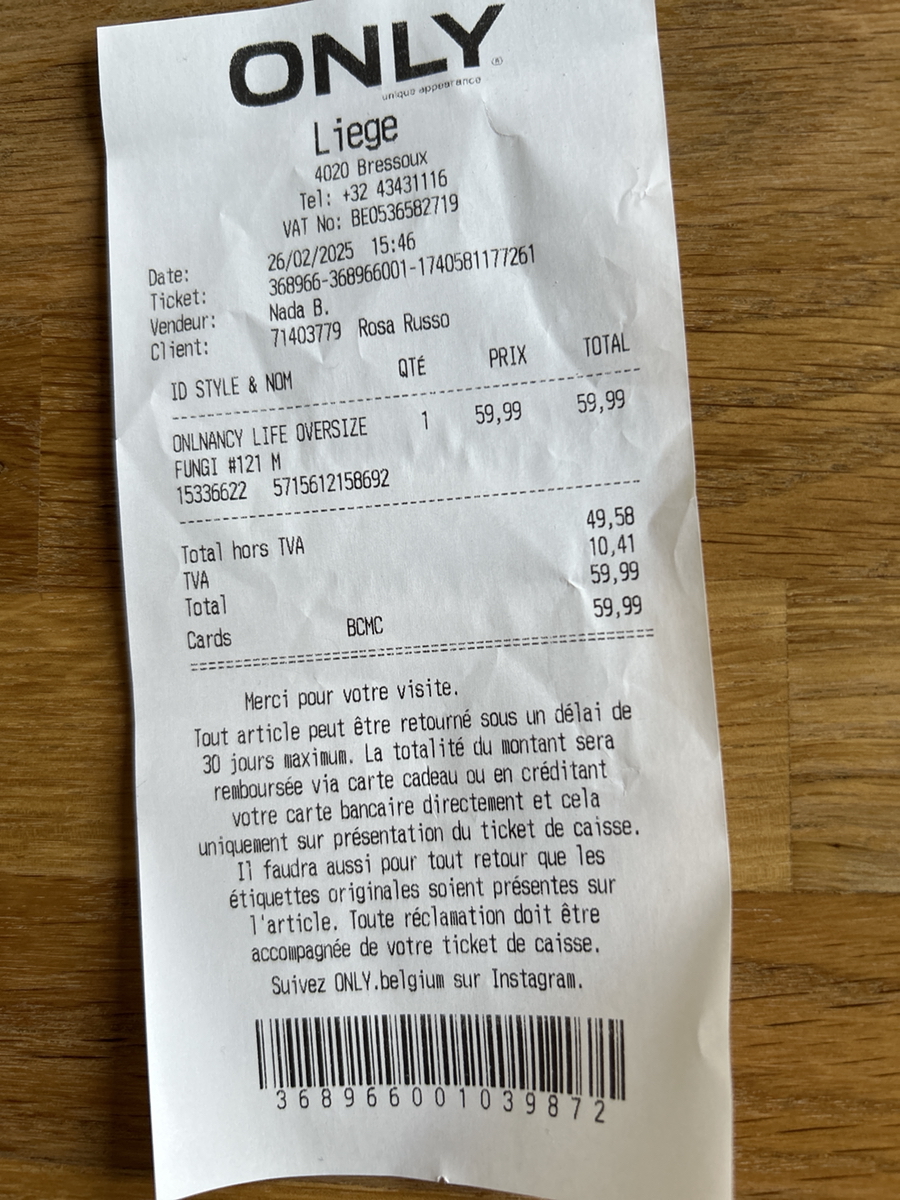 ONLY
®
unique appearance
Liege
4020 Bressoux
Tel: +32 43431116
VAT No: BE0536582719
Date: 26/02/2025 15:46
Ticket: 368966-368966001-1740581177261
Vendeur: Nada B.
Client: 71403779 Rosa Russo
ID STYLE & NOM QTÉ PRIX TOTAL
ONLNANCY LIFE OVERSIZE 1 59,99 59,99
FUNGI #121 M
15336622 5715612158692
Total hors TVA 49,58
TVA 10,41
Total 59,99
Cards BCMC 59,99
Merci pour votre visite.
Tout article peut être retourné sous un délai de
30 jours maximum. La totalité du montant sera
remboursée via carte cadeau ou en créditant
votre carte bancaire directement et cela
uniquement sur présentation du ticket de caisse.
Il faudra aussi pour tout retour que les
étiquettes originales soient présentes sur
l'article. Toute réclamation doit être
accompagnée de votre ticket de caisse.
Suivez ONLY.belgium sur Instagram.
368966001039872